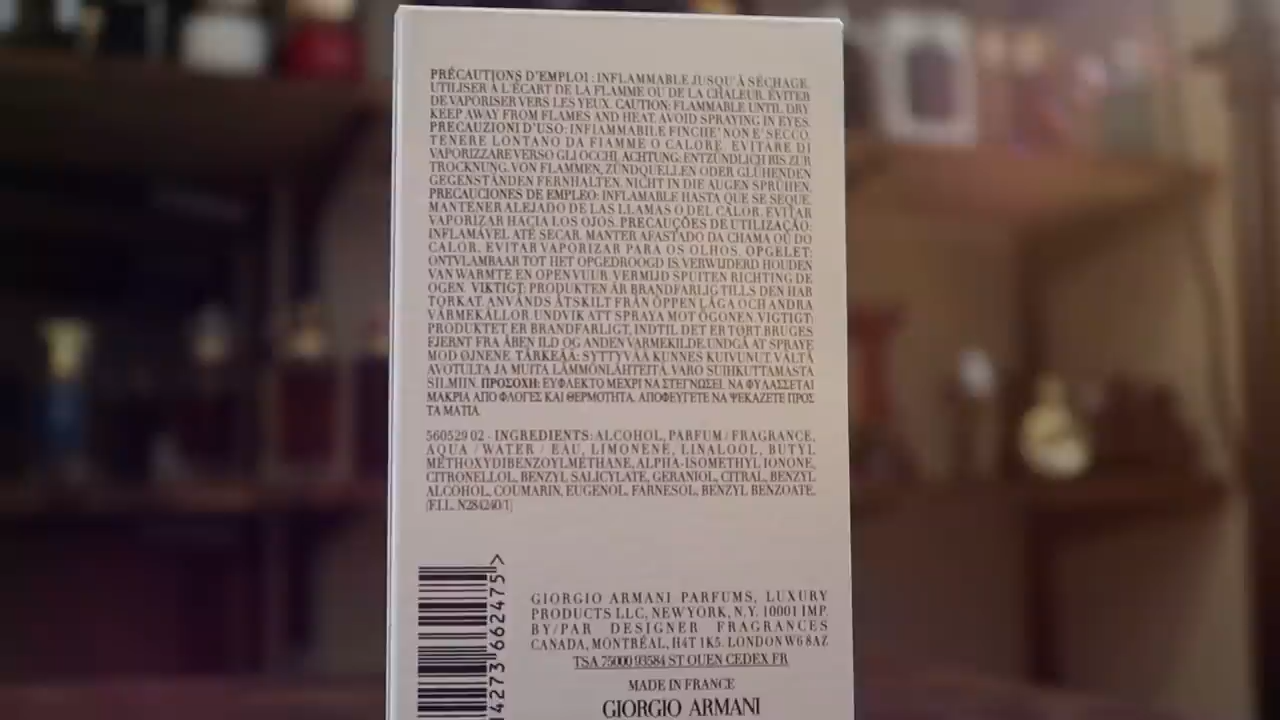 PRÉCAUTIONS D'EMPLOI : INFLAMMABLE JUSQU'À SÉCHAGE.
UTILISER À L'ÉCART DE LA FLAMME OU DE LA CHALEUR. ÉVITER
DE VAPORISER VERS LES YEUX. CAUTION: FLAMMABLE UNTIL DRY.
KEEP AWAY FROM FLAMES AND HEAT. AVOID SPRAYING IN EYES.
PRECAUZIONI D'USO: INFIAMMABILE FINCHE' NON E' SECCO.
TENERE LONTANO DA FIAMME O CALORE. EVITARE DI
VAPORIZZARE VERSO GLI OCCHI. ACHTUNG: ENTZÜNDLICH BIS ZUR
TROCKNUNG. VON FLAMMEN, ZÜNDQUELLEN ODER GLÜHENDEN
GEGENSTÄNDEN FERNHALTEN. NICHT IN DIE AUGEN SPRÜHEN.
PRECAUCIONES DE EMPLEO: INFLAMABLE HASTA QUE SE SEQUE.
MANTENER ALEJADO DE LAS LLAMAS O DEL CALOR. EVITAR
VAPORIZAR HACIA LOS OJOS. PRECAUÇÕES DE UTILIZAÇÃO:
INFLAMÁVEL ATÉ SECAR. MANTER AFASTADO DA CHAMA OU DO
CALOR. EVITAR VAPORIZAR PARA OS OLHOS. OPGELET:
ONTVLAMBAAR TOT HET OPGEDROOGD IS. VERWIJDERD HOUDEN
VAN WARMTE EN OPEN VUUR. VERMIJD SPUITEN RICHTING DE
OGEN. VIKTIGT: PRODUKTEN ÄR BRANDFARLIG TILLS DEN HAR
TORKAT. ANVÄNDS ÅTSKILT FRÅN ÖPPEN LÅGA OCH ANDRA
VÄRMEKÄLLOR. UNDVIK ATT SPRAYA MOT ÖGONEN. VIGTIGT:
PRODUKTET ER BRANDFARLIGT, INDTIL DET ER TØRT. BRUGES
FJERNT FRA ÅBEN ILD OG ANDEN VARMEKILDE. UNDGÅ AT SPRAYE
MOD ØJNENE. TÄRKEÄÄ: SYTTYVÄÄ KUNNES KUIVUNUT. VÄLTÄ
AVOTULTA JA MUITA LÄMMÖNLÄHTEITÄ. VARO SUIHKUTTAMASTA
SILMIIN. ΠΡΟΣΟΧΗ: ΕΥΦΛΕΚΤΟ ΜΕΧΡΙ ΝΑ ΣΤΕΓΝΩΣΕΙ. ΝΑ ΦΥΛΑΣΣΕΤΑΙ
ΜΑΚΡΙΑ ΑΠΟ ΦΛΟΓΕΣ ΚΑΙ ΘΕΡΜΟΤΗΤΑ. ΑΠΟΦΕΥΓΕΤΕ ΝΑ ΨΕΚΑΖΕΤΕ ΠΡΟΣ
ΤΑ ΜΑΤΙΑ.
560529 02 - INGREDIENTS: ALCOHOL, PARFUM / FRAGRANCE,
AQUA / WATER / EAU, LIMONENE, LINALOOL, BUTYL
METHOXYDIBENZOYLMETHANE, ALPHA-ISOMETHYL IONONE,
CITRONELLOL, BENZYL SALICYLATE, GERANIOL, CITRAL, BENZYL
ALCOHOL, COUMARIN, EUGENOL, FARNESOL, BENZYL BENZOATE.
(F.I.L. N284240/1)
GIORGIO ARMANI PARFUMS, LUXURY
PRODUCTS LLC, NEW YORK, N.Y. 10001 IMP.
BY/PAR DESIGNER FRAGRANCES
CANADA, MONTRÉAL, H4T 1K5. LONDON W6 8AZ
TSA 75000 93584 ST OUEN CEDEX FR
MADE IN FRANCE
GIORGIO ARMANI
14273 662475 >